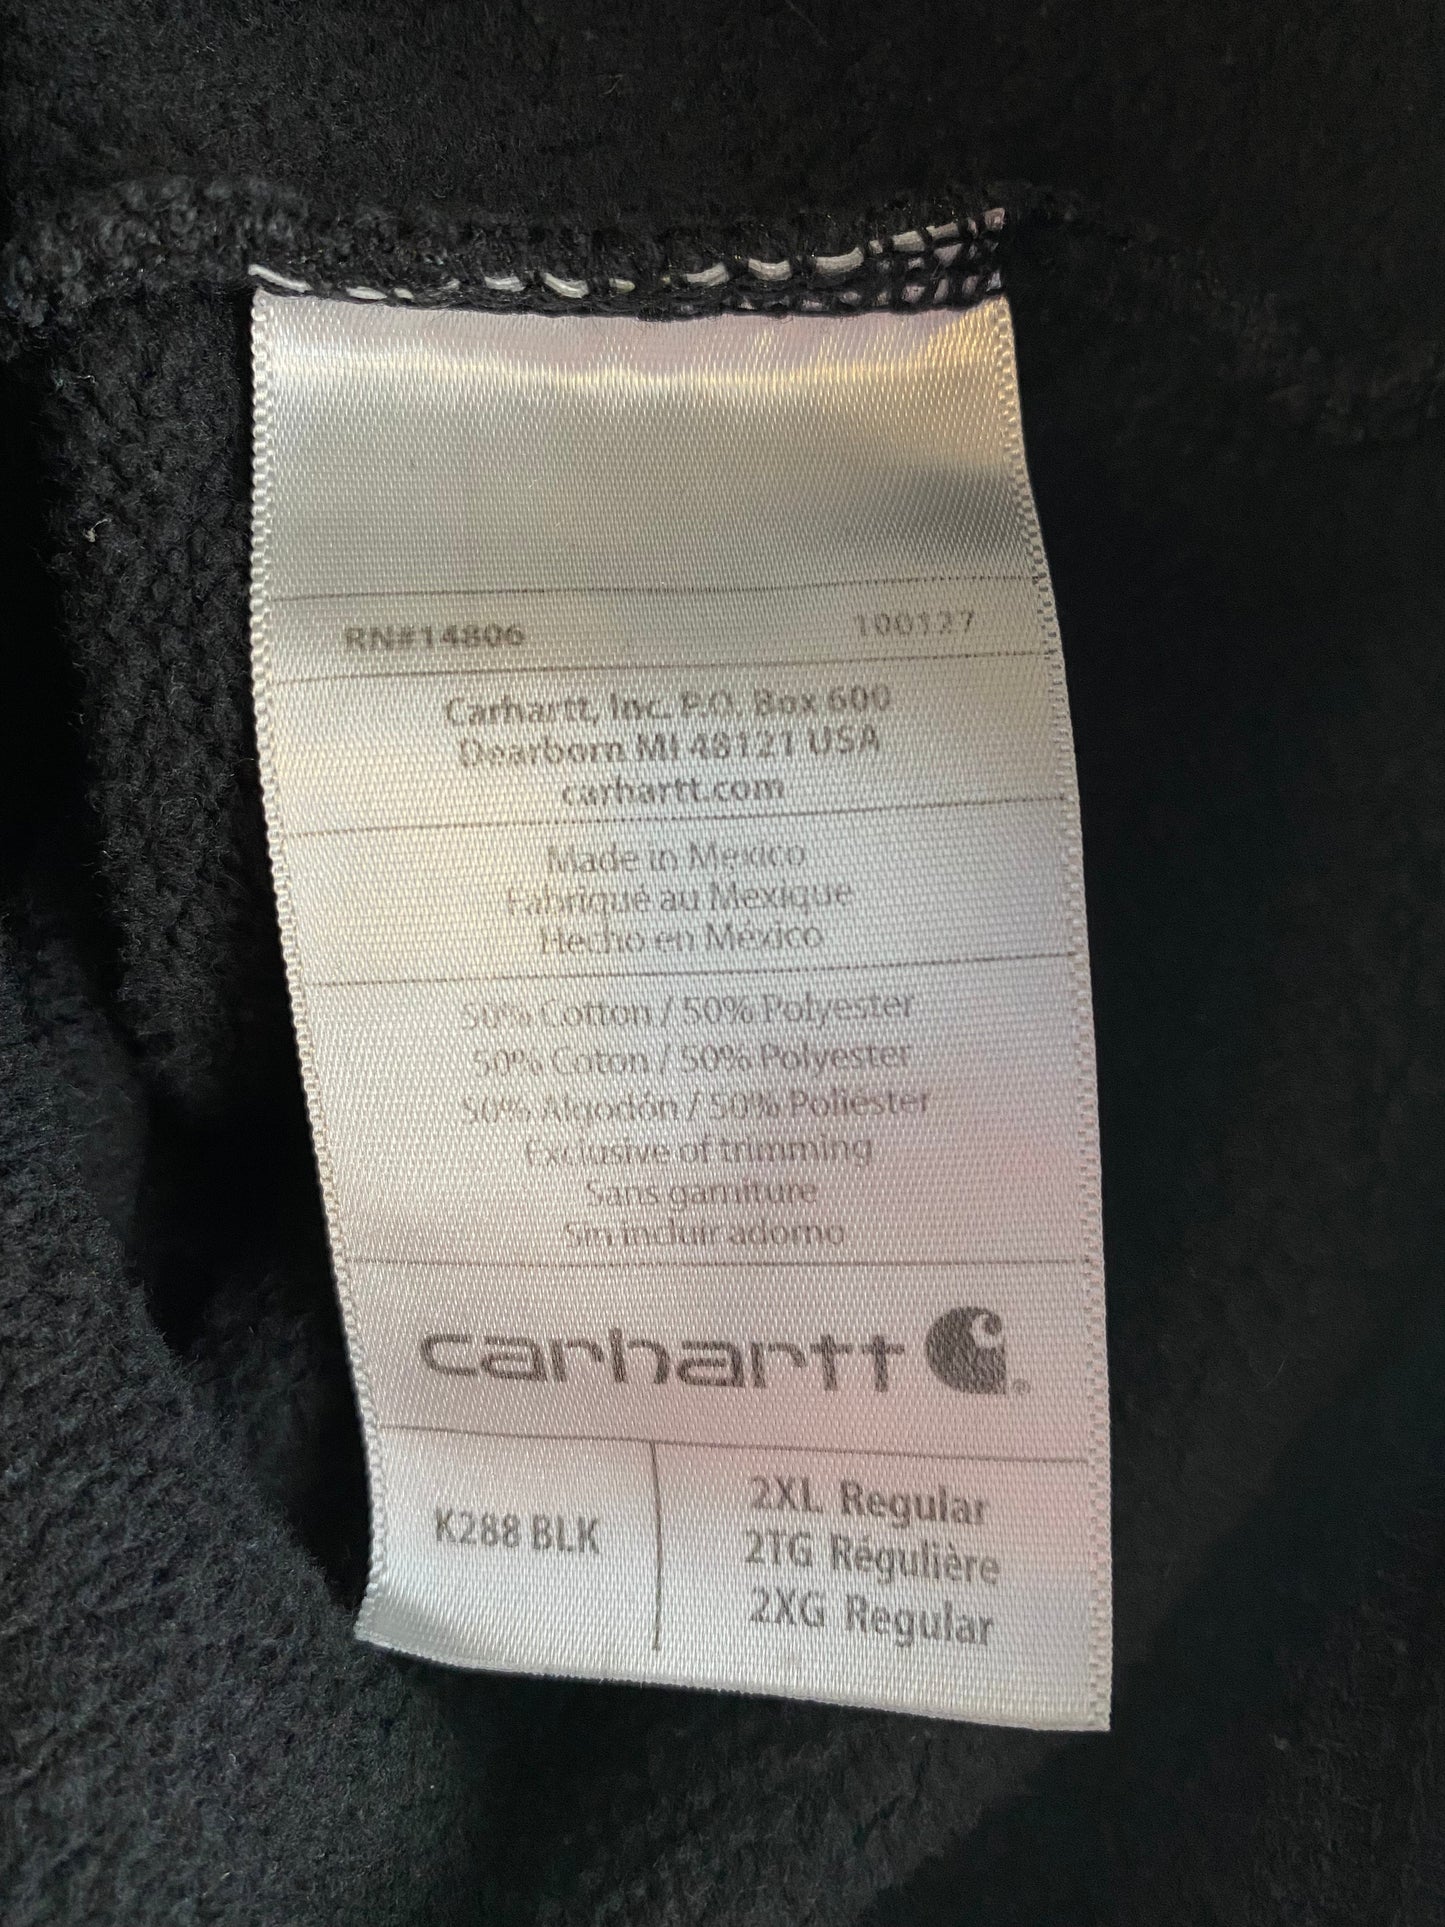 RN#14806 100127
Carhartt, Inc. P.O. Box 600
Dearborn MI 48121 USA
carhartt.com
Made in Mexico
Fabriqué au Mexique
Hecho en México
50% Cotton / 50% Polyester
50% Coton / 50% Polyester
50% Algodón / 50% Poliéster
Exclusive of trimming
Sans garniture
Sin incluir adorno
carhartt ®
K288 BLK
2XL Regular
2TG Régulière
2XG Regular